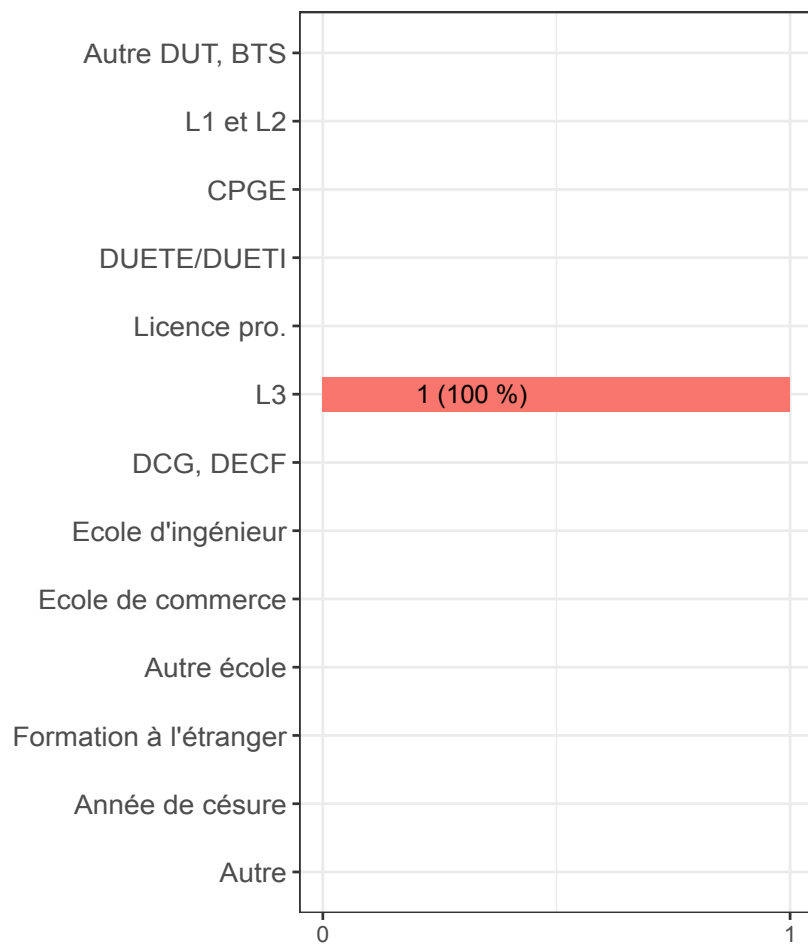 Autre DUT, BTS
L1 et L2
CPGE
DUETE/DUETI
Licence pro.
L3
1 (100 %)
DCG, DECF
Ecole d'ingénieur
Ecole de commerce
Autre école
Formation à l'étranger
Année de césure
Autre
0 1